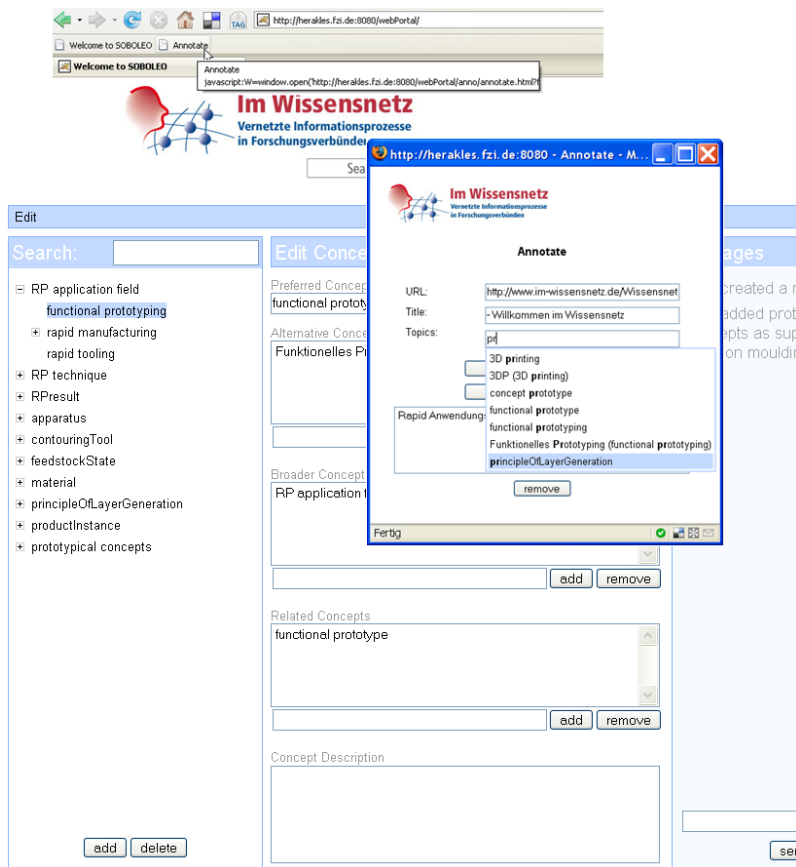 TAG
http://herakles.fzi.de:8080/webPortal/
Welcome to SOBOLEO Annotate
Welcome to SOBOLEO
Annotate
javascript:W=window.open('http://herakles.fzi.de:8080/webPortal/anno/annotate.html?
Im Wissensnetz
Vernetzte Informationsprozesse
in Forschungsverbünden
Sea
Edit
Search:
RP application field
functional prototyping
rapid manufacturing
rapid tooling
RP technique
RPresult
apparatus
contouringTool
feedstockState
material
principleOfLayerGeneration
productInstance
prototypical concepts
add delete
Edit Conce
Preferred Concep
functional prototy
Alternative Conce
Funktionelles Pr
Broader Concept
RP application f
add remove
Related Concepts
functional prototype
add remove
Concept Description
http://herakles.fzi.de:8080 - Annotate - M...
Im Wissensnetz
Vernetzte Informationsprozesse
in Forschungsverbünden
Annotate
URL: http://www.im-wissensnetz.de/Wissensnet
Title: - Willkommen im Wissensnetz
Topics: pr
3D printing
3DP (3D printing)
concept prototype
functional prototype
functional prototyping
Funktionelles Prototyping (functional prototyping)
principleOfLayerGeneration
Rapid Anwendung
remove
Fertig
ages
created a n
added prot
epts as sup
on mouldin
sen